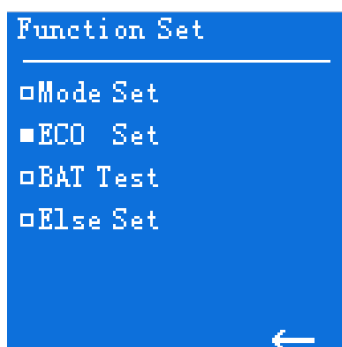 Function Set
Mode Set
ECO Set
BAT Test
Else Set